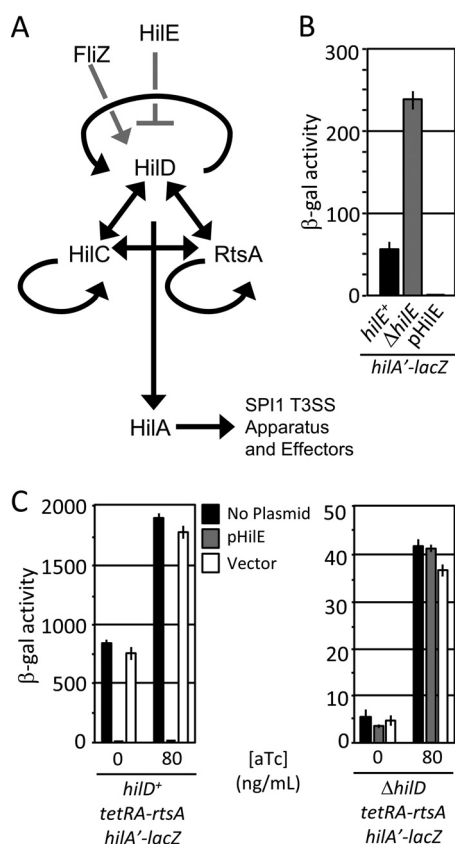 A
HilE
FliZ
HilD
HilC
RtsA
HilA
SPI1 T3SS
Apparatus
and Effectors
B
300
200
100
0
β-gal activity
hilE+
ΔhilE
pHilE
hilA’-lacZ
C
2000
1500
1000
500
0
β-gal activity
No Plasmid
pHilE
Vector
50
40
30
20
10
5
0
0 80
[aTc]
(ng/mL)
0 80
hilD+
tetRA-rtsA
hilA’-lacZ
ΔhilD
tetRA-rtsA
hilA’-lacZ